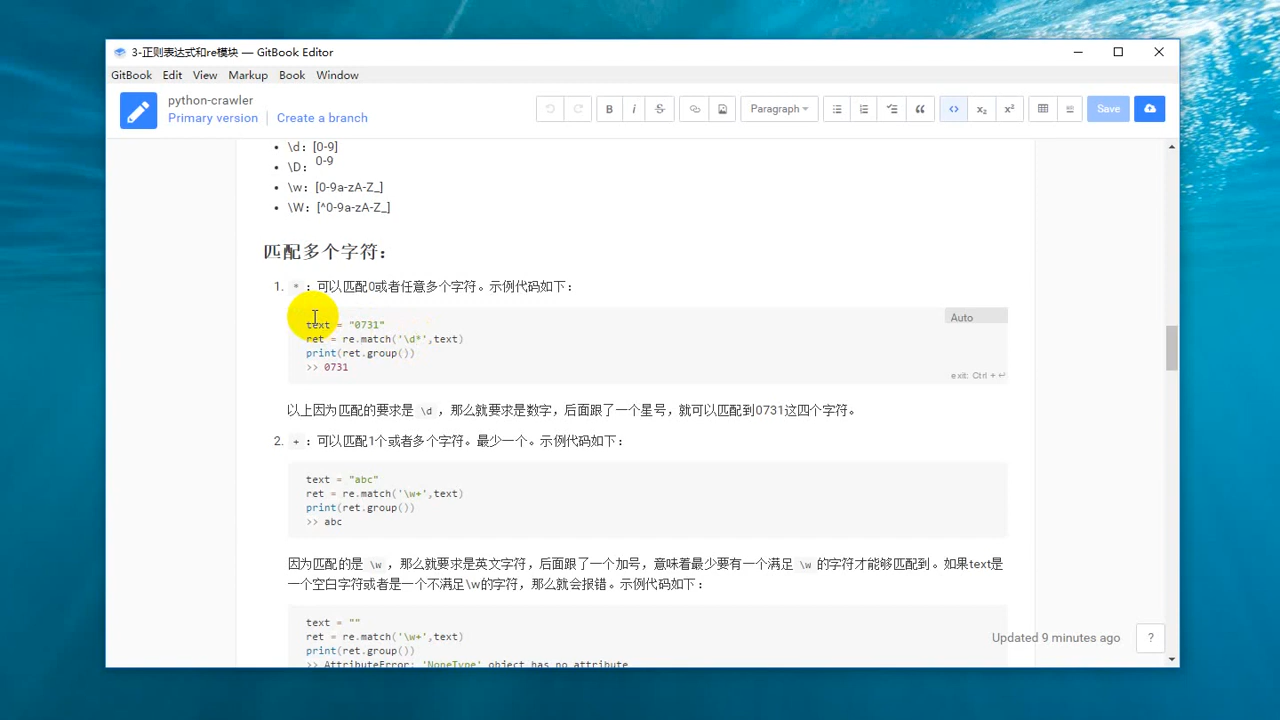 3-正则表达式和re模块 — GitBook Editor
GitBook Edit View Markup Book Window
python-crawler
Primary version Create a branch
B i S Paragraph x₂ x² Save
\d：[0-9]
\D： 0-9
\w：[0-9a-zA-Z_]
\W：[^0-9a-zA-Z_]
匹配多个字符：
1. * ：可以匹配0或者任意多个字符。示例代码如下：
Auto
text = "0731"
ret = re.match('\d*',text)
print(ret.group())
>> 0731
exit: Ctrl + ↵
以上因为匹配的要求是 \d ，那么就要求是数字，后面跟了一个星号，就可以匹配到0731这四个字符。
2. + ：可以匹配1个或者多个字符。最少一个。示例代码如下：
text = "abc"
ret = re.match('\w+',text)
print(ret.group())
>> abc
因为匹配的是 \w ，那么就要求是英文字符，后面跟了一个加号，意味着最少要有一个满足 \w 的字符才能够匹配到。如果text是
一个空白字符或者是一个不满足\w的字符，那么就会报错。示例代码如下：
text = ""
ret = re.match('\w+',text)
print(ret.group())
>> AttributeError: 'NoneType' object has no attribute
Updated 9 minutes ago ?